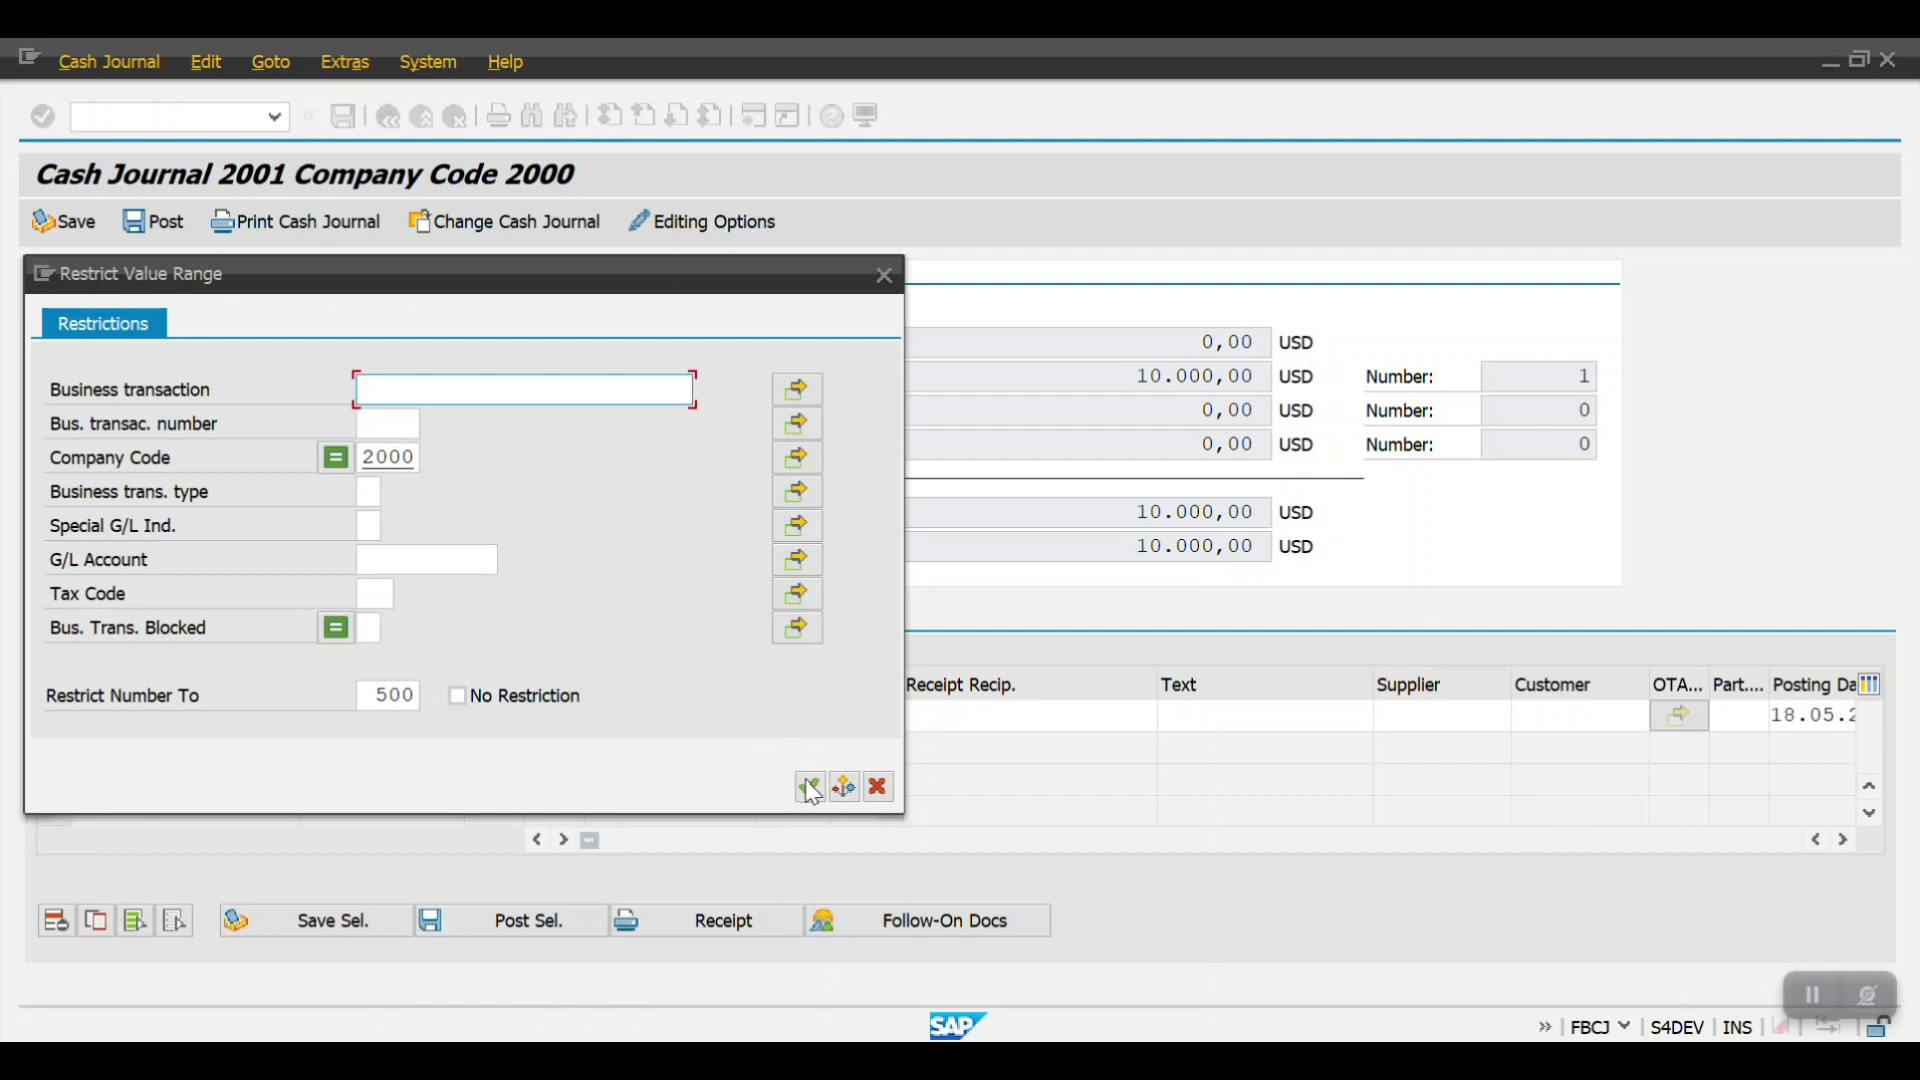 Cash Journal Edit Goto Extras System Help
Cash Journal 2001 Company Code 2000
Save Post Print Cash Journal Change Cash Journal Editing Options
Restrict Value Range
Restrictions
Business transaction
Bus. transac. number
Company Code 2000
Business trans. type
Special G/L Ind.
G/L Account
Tax Code
Bus. Trans. Blocked
Restrict Number To 500 No Restriction
0,00 USD
10.000,00 USD Number: 1
0,00 USD Number: 0
0,00 USD Number: 0
10.000,00 USD
10.000,00 USD
Receipt Recip. Text Supplier Customer OTA... Part.... Posting Da
18.05.2
Save Sel. Post Sel. Receipt Follow-On Docs
SAP
FBCJ S4DEV INS